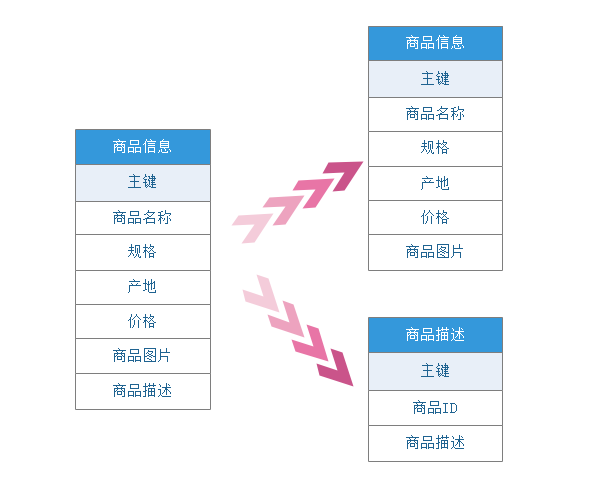 商品信息
主键
商品名称
规格
产地
价格
商品图片
商品描述
商品信息
主键
商品名称
规格
产地
价格
商品图片
商品描述
主键
商品ID
商品描述